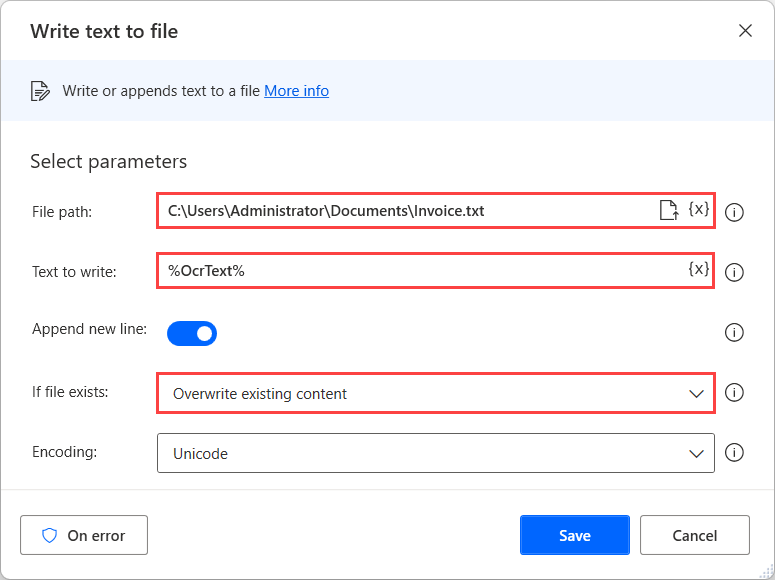 Write text to file
Write or appends text to a file More info
Select parameters
File path: C:\Users\Administrator\Documents\Invoice.txt {x}
Text to write: %OcrText% {x}
Append new line:
If file exists: Overwrite existing content
Encoding: Unicode
On error Save Cancel